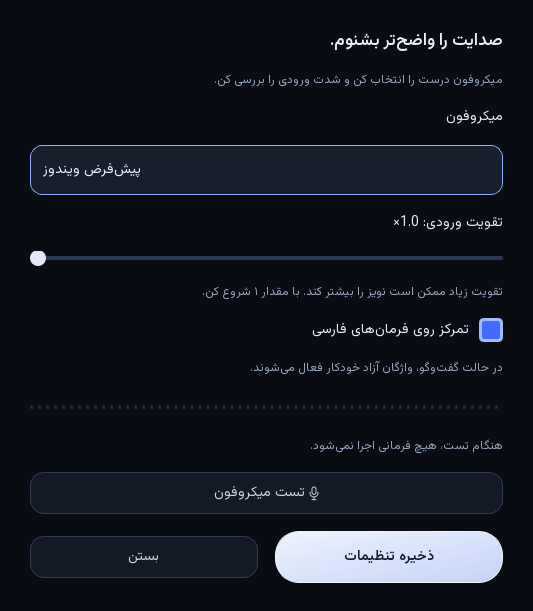 صدایت را واضح‌تر بشنوم.
میکروفون درست را انتخاب کن و شدت ورودی را بررسی کن.
میکروفون
پیش‌فرض ویندوز
تقویت ورودی: 1.0×
تقویت زیاد ممکن است نویز را بیشتر کند. با مقدار ۱ شروع کن.
تمرکز روی فرمان‌های فارسی
در حالت گفت‌وگو، واژگان آزاد خودکار فعال می‌شوند.
هنگام تست، هیچ فرمانی اجرا نمی‌شود.
تست میکروفون
ذخیره تنظیمات
بستن